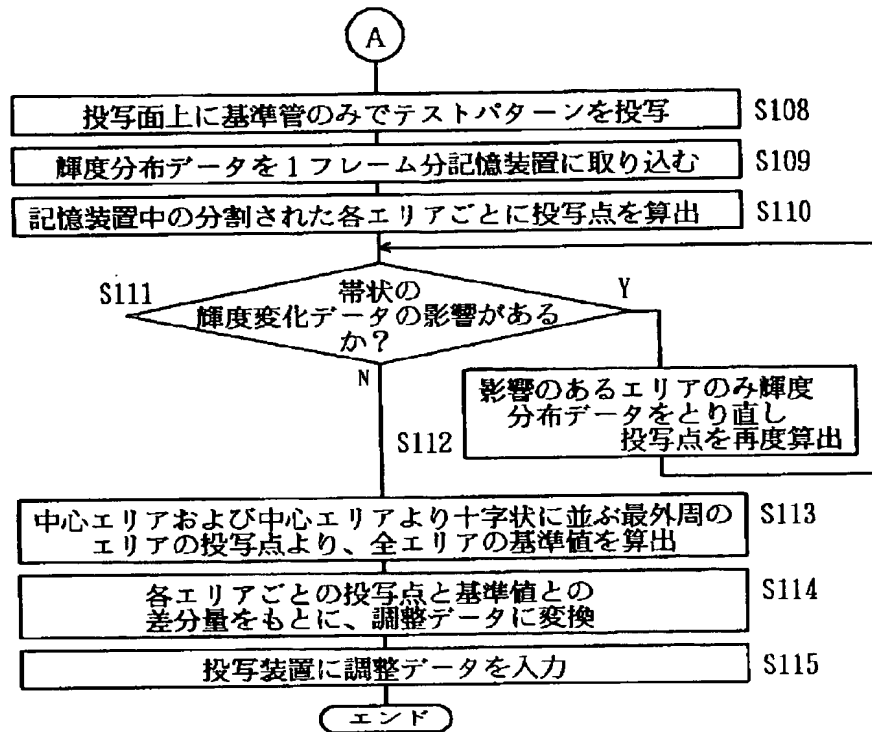 A
投写面上に基準管のみでテストパターンを投写 S108
輝度分布データを1フレーム分記憶装置に取り込む S109
記憶装置中の分割された各エリアごとに投写点を算出 S110
S111
帯状の
輝度変化データの影響がある
か?
Y
N
影響のあるエリアのみ輝度
分布データをとり直し
投写点を再度算出
S112
中心エリアおよび中心エリアより十字状に並ぶ最外周の S113
エリアの投写点より、全エリアの基準値を算出
各エリアごとの投写点と基準値との S114
差分量をもとに、調整データに変換
投写装置に調整データを入力 S115
エンド